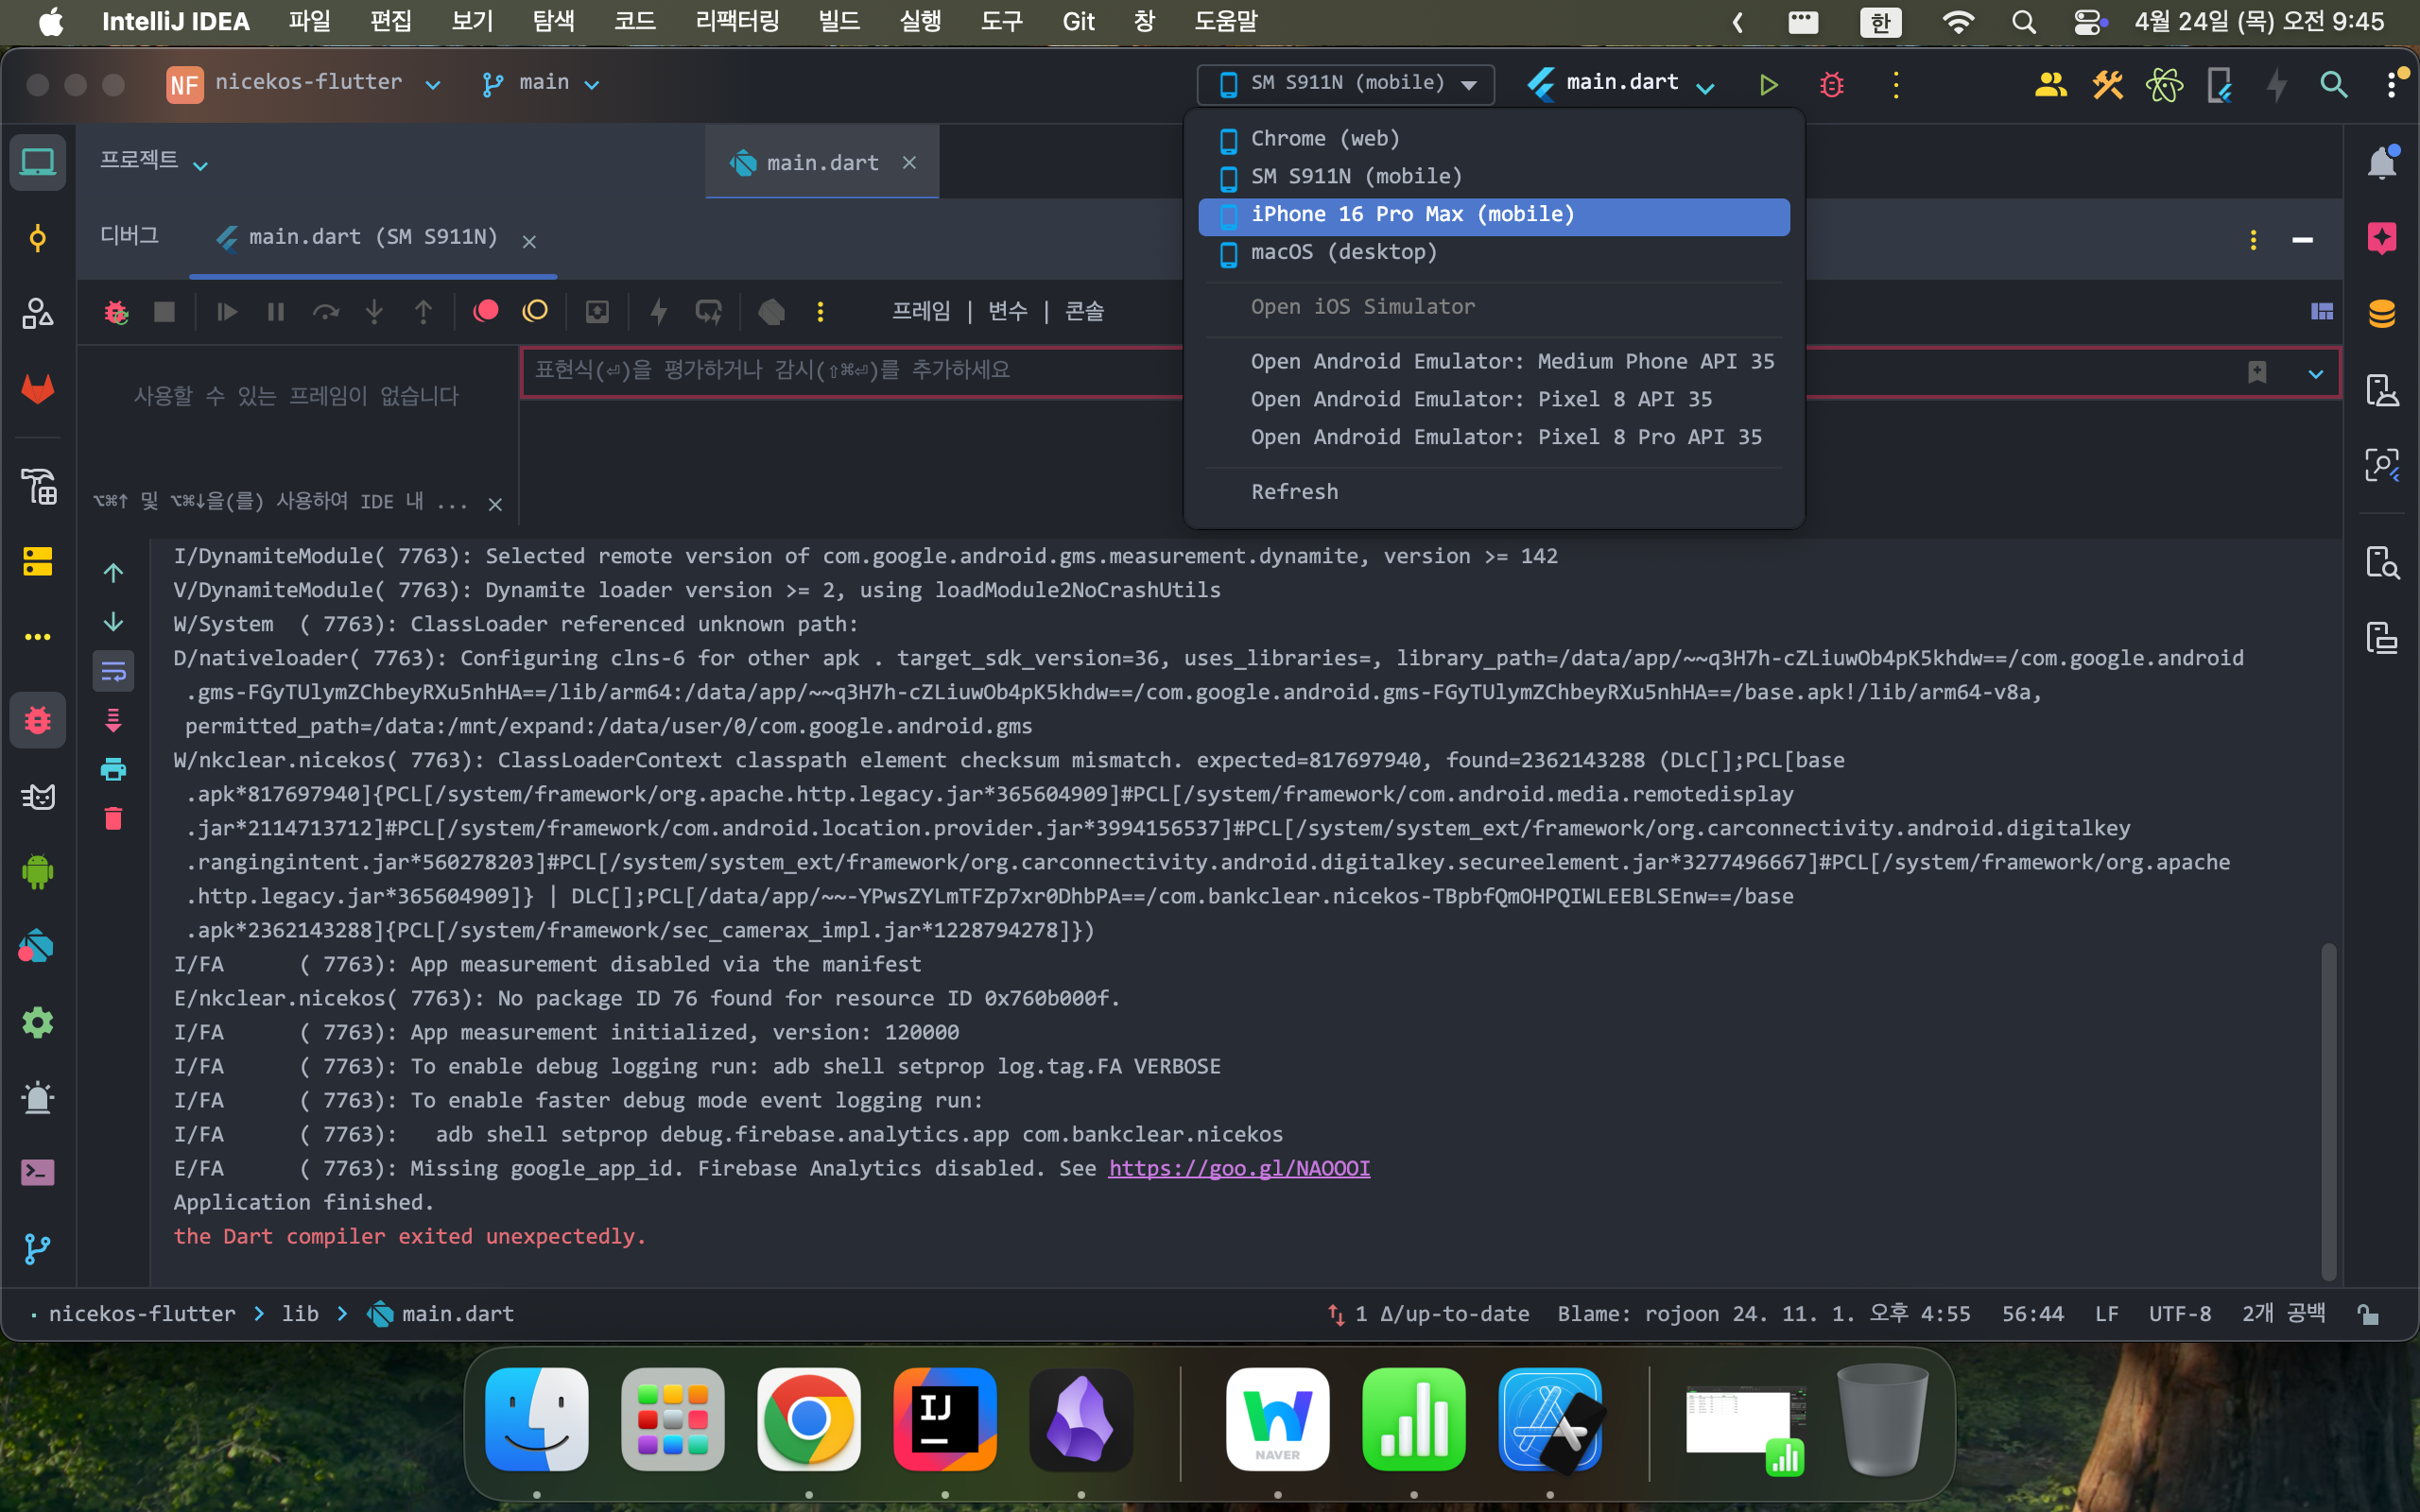 IntelliJ IDEA 파일 편집 보기 탐색 코드 리팩터링 빌드 실행 도구 Git 창 도움말 한 4월 24일 (목) 오전 9:45
NF nicekos-flutter main SM S911N (mobile) main.dart
프로젝트 main.dart
Chrome (web)
SM S911N (mobile)
iPhone 16 Pro Max (mobile)
macOS (desktop)
Open iOS Simulator
Open Android Emulator: Medium Phone API 35
Open Android Emulator: Pixel 8 API 35
Open Android Emulator: Pixel 8 Pro API 35
Refresh
디버그 main.dart (SM S911N)
프레임 | 변수 | 콘솔
사용할 수 있는 프레임이 없습니다
표현식(⏎)을 평가하거나 감시(⇧⌘⏎)를 추가하세요
⌥⌘↑ 및 ⌥⌘↓을(를) 사용하여 IDE 내 ...
I/DynamiteModule( 7763): Selected remote version of com.google.android.gms.measurement.dynamite, version >= 142
V/DynamiteModule( 7763): Dynamite loader version >= 2, using loadModule2NoCrashUtils
W/System  ( 7763): ClassLoader referenced unknown path:
D/nativeloader( 7763): Configuring clns-6 for other apk . target_sdk_version=36, uses_libraries=, library_path=/data/app/~~q3H7h-cZLiuwOb4pK5khdw==/com.google.android
.gms-FGyTUlymZChbeyRXu5nhHA==/lib/arm64:/data/app/~~q3H7h-cZLiuwOb4pK5khdw==/com.google.android.gms-FGyTUlymZChbeyRXu5nhHA==/base.apk!/lib/arm64-v8a,
permitted_path=/data:/mnt/expand:/data/user/0/com.google.android.gms
W/nkclear.nicekos( 7763): ClassLoaderContext classpath element checksum mismatch. expected=817697940, found=2362143288 (DLC[];PCL[base
.apk*817697940]{PCL[/system/framework/org.apache.http.legacy.jar*365604909]#PCL[/system/framework/com.android.media.remotedisplay
.jar*2114713712]#PCL[/system/framework/com.android.location.provider.jar*3994156537]#PCL[/system/system_ext/framework/org.carconnectivity.android.digitalkey
.rangingintent.jar*560278203]#PCL[/system/system_ext/framework/org.carconnectivity.android.digitalkey.secureelement.jar*3277496667]#PCL[/system/framework/org.apache
.http.legacy.jar*365604909]} | DLC[];PCL[/data/app/~~-YPwsZYLmTFZp7xr0DhbPA==/com.bankclear.nicekos-TBpbfQmOHPQIWLEEBLSEnw==/base
.apk*2362143288]{PCL[/system/framework/sec_camerax_impl.jar*1228794278]})
I/FA      ( 7763): App measurement disabled via the manifest
E/nkclear.nicekos( 7763): No package ID 76 found for resource ID 0x760b000f.
I/FA      ( 7763): App measurement initialized, version: 120000
I/FA      ( 7763): To enable debug logging run: adb shell setprop log.tag.FA VERBOSE
I/FA      ( 7763): To enable faster debug mode event logging run:
I/FA      ( 7763):   adb shell setprop debug.firebase.analytics.app com.bankclear.nicekos
E/FA      ( 7763): Missing google_app_id. Firebase Analytics disabled. See https://goo.gl/NAOOOI
Application finished.
the Dart compiler exited unexpectedly.
nicekos-flutter > lib > main.dart 1 Δ/up-to-date Blame: rojoon 24. 11. 1. 오후 4:55 56:44 LF UTF-8 2개 공백
IJ
NAVER